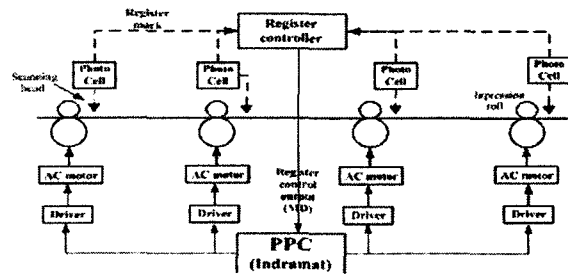 Register
mark
Register
controller
Photo
Cell
Photo
Cell
Photo
Cell
Photo
Cell
Scanning
head
Impression
roll
AC motor
AC motor
AC motor
AC motor
Register
control
output
(MD)
Driver
Driver
Driver
Driver
PPC
(Indramat)